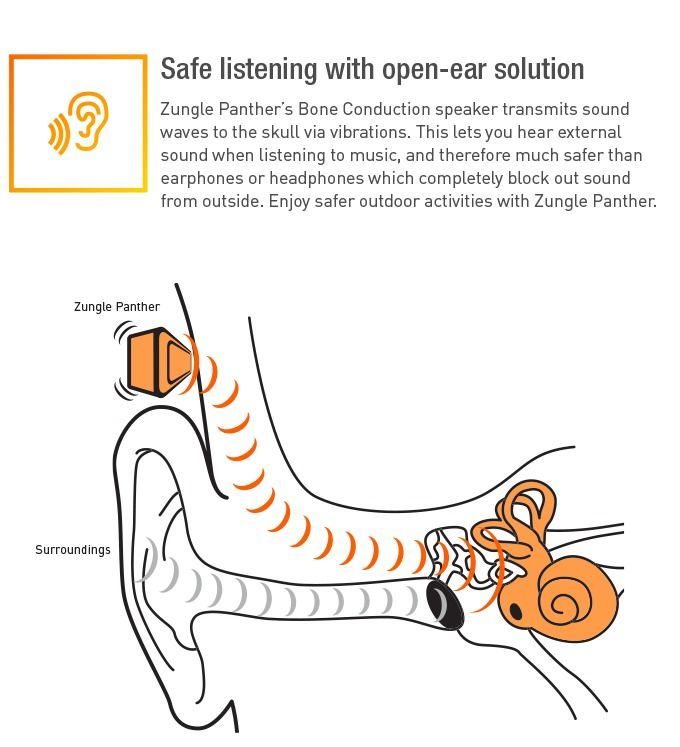 Safe listening with open-ear solution
Zungle Panther's Bone Conduction speaker transmits sound
waves to the skull via vibrations. This lets you hear external
sound when listening to music, and therefore much safer than
earphones or headphones which completely block out sound
from outside. Enjoy safer outdoor activities with Zungle Panther.
Zungle Panther
Surroundings